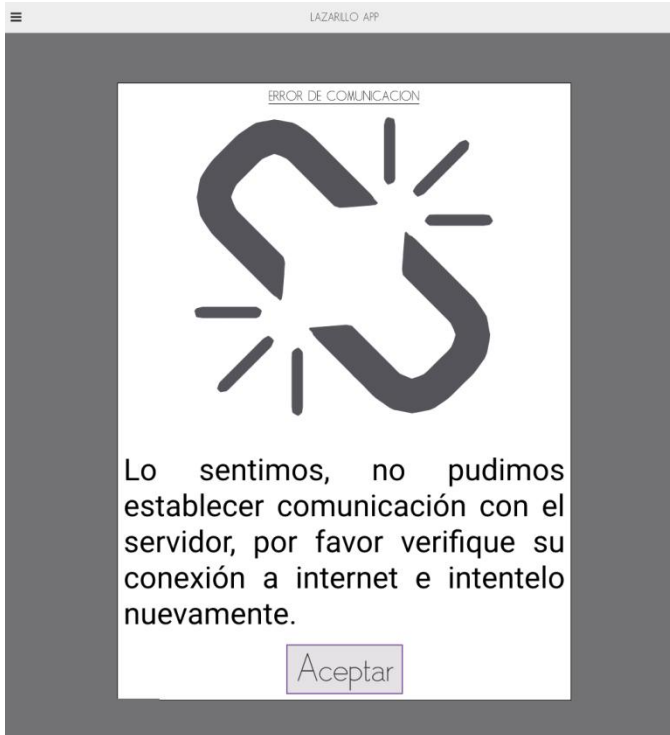 LAZARILLO APP
ERROR DE COMUNICACION
Lo sentimos, no pudimos
establecer comunicación con el
servidor, por favor verifique su
conexión a internet e intentelo
nuevamente.
Aceptar